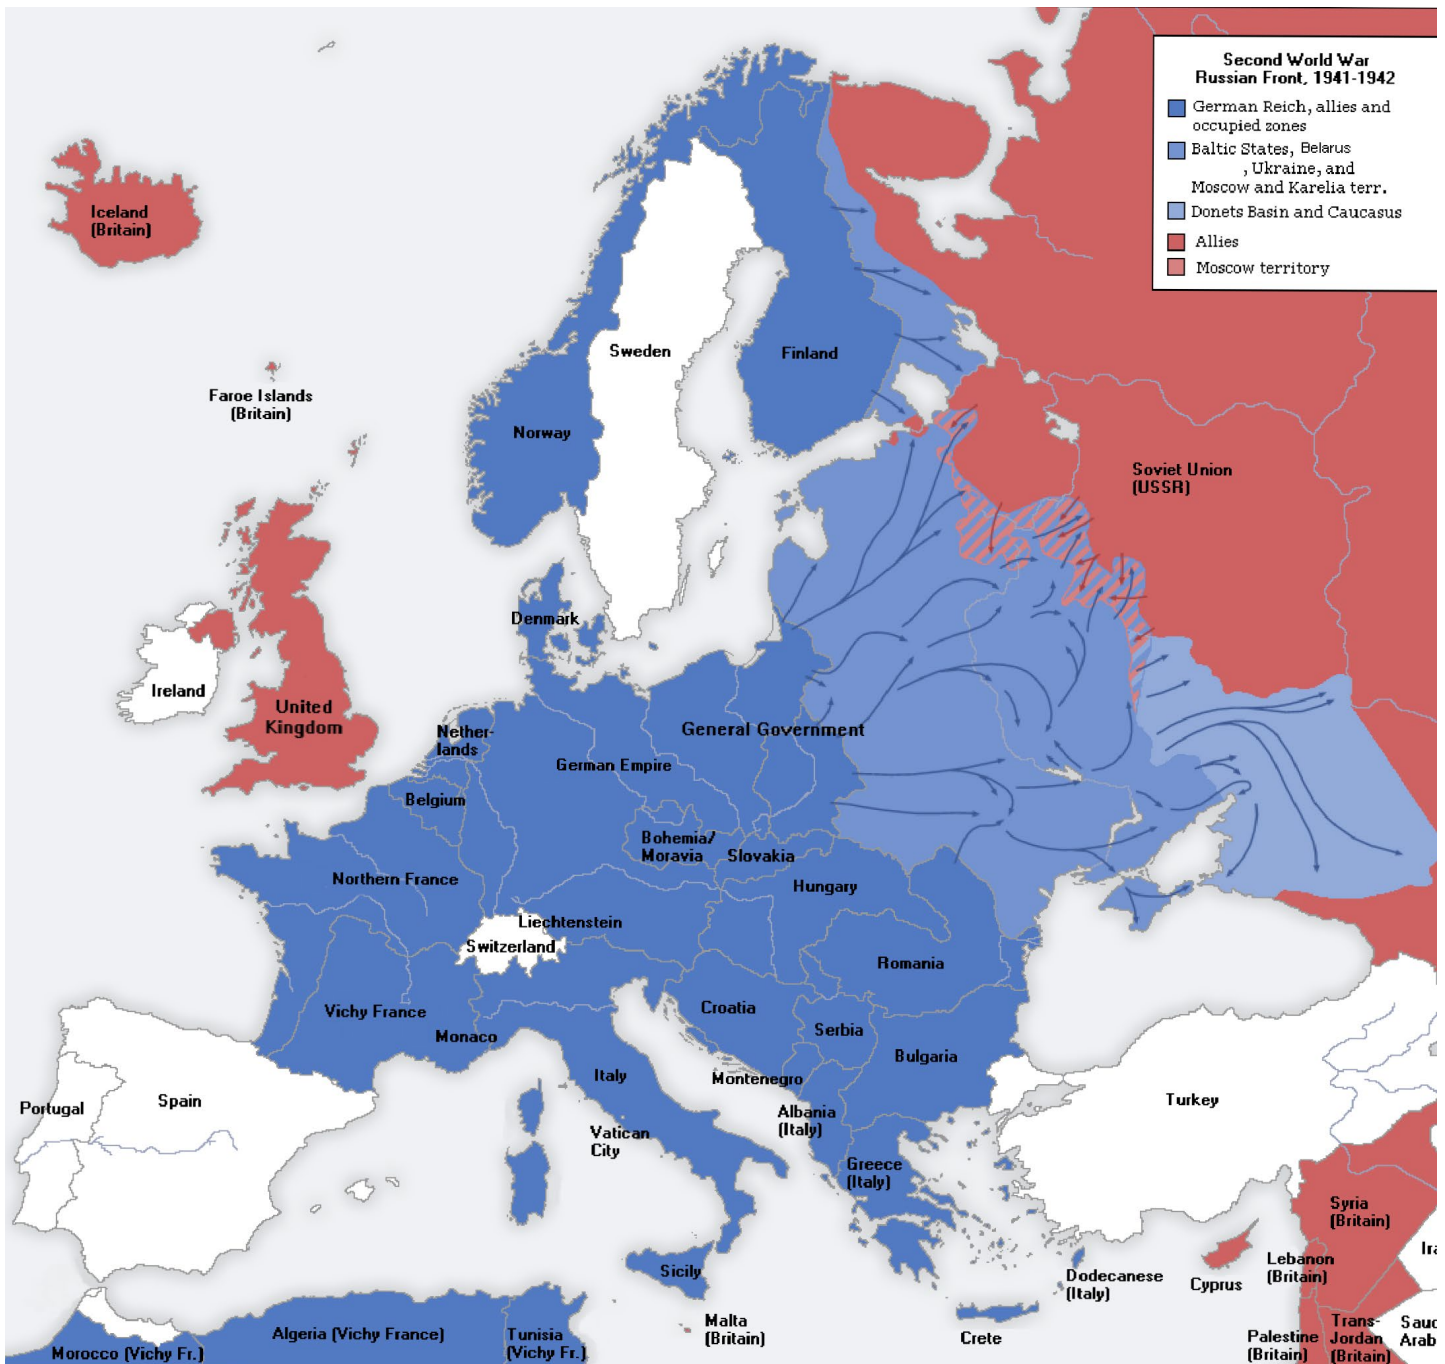 Second World War
Russian Front, 1941-1942
German Reich, allies and
occupied zones
Baltic States, Belarus
, Ukraine, and
Moscow and Karelia terr.
Donets Basin and Caucasus
Allies
Moscow territory
Iceland
(Britain)
Sweden
Finland
Faroe Islands
(Britain)
Norway
Soviet Union
(USSR)
Denmark
Ireland
United
Kingdom
Nether-
lands
General Government
German Empire
Belgium
Bohemia/
Moravia
Slovakia
Northern France
Hungary
Liechtenstein
Switzerland
Romania
Vichy France
Croatia
Monaco
Serbia
Bulgaria
Italy
Montenegro
Portugal
Spain
Turkey
Albania
(Italy)
Vatican
City
Greece
(Italy)
Syria
(Britain)
Sicily
Dodecanese
(Italy)
Cyprus
Lebanon
(Britain)
Ira
Malta
(Britain)
Crete
Algeria (Vichy France)
Tunisia
(Vichy Fr.)
Morocco (Vichy Fr.)
Palestine
(Britain)
Trans-
Jordan
(Britain)
Saud
Arab